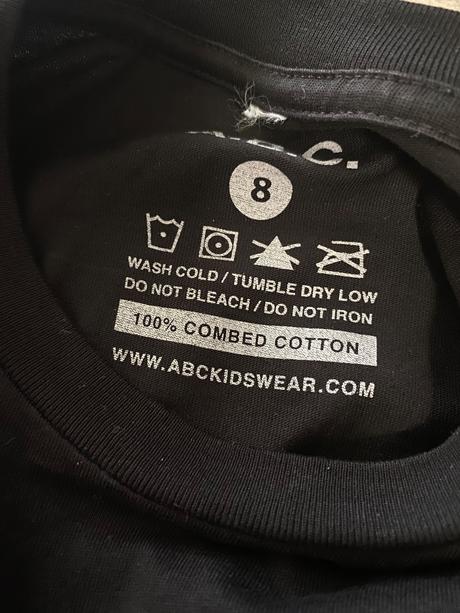 C.
8
WASH COLD / TUMBLE DRY LOW
DO NOT BLEACH / DO NOT IRON
100% COMBED COTTON
WWW.ABCKIDSWEAR.COM